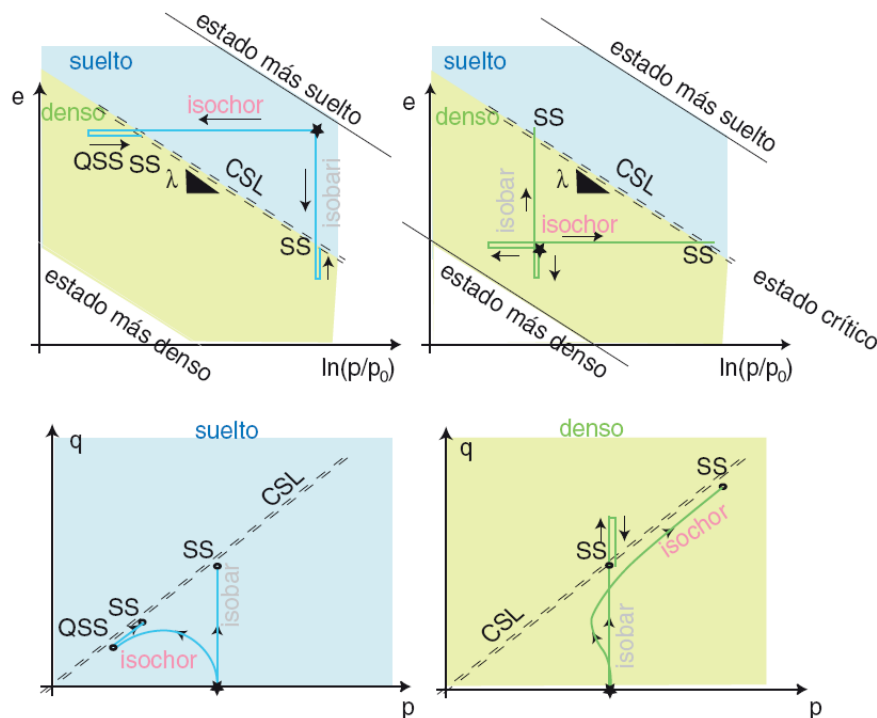 estado más suelto
suelto
e
isochor
denso
QSS
SS
λ
CSL
isobari
SS
estado más denso
ln(p/p0)
estado más suelto
suelto
e
denso
SS
λ
CSL
isobar
isochor
SS
estado más denso
estado crítico
ln(p/p0)
suelto
q
CSL
SS
SS
QSS
isobar
isochor
p
denso
q
SS
isochor
SS
CSL
isobar
p